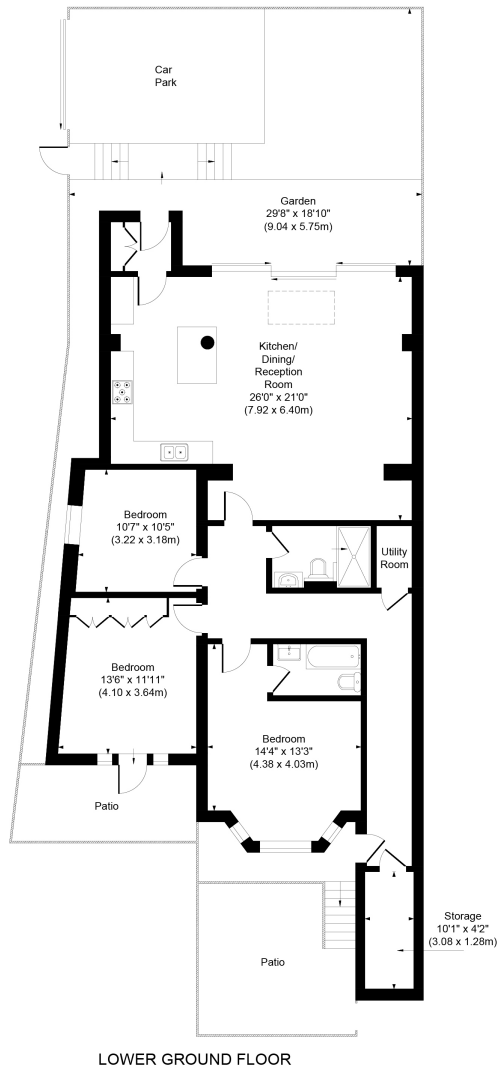 Car
Park
Garden
29'8" x 18'10"
(9.04 x 5.75m)
Kitchen/
Dining/
Reception
Room
26'0" x 21'0"
(7.92 x 6.40m)
Bedroom
10'7" x 10'5"
(3.22 x 3.18m)
Utility
Room
Bedroom
13'6" x 11'11"
(4.10 x 3.64m)
Bedroom
14'4" x 13'3"
(4.38 x 4.03m)
Patio
Storage
10'1" x 4'2"
(3.08 x 1.28m)
Patio
LOWER GROUND FLOOR